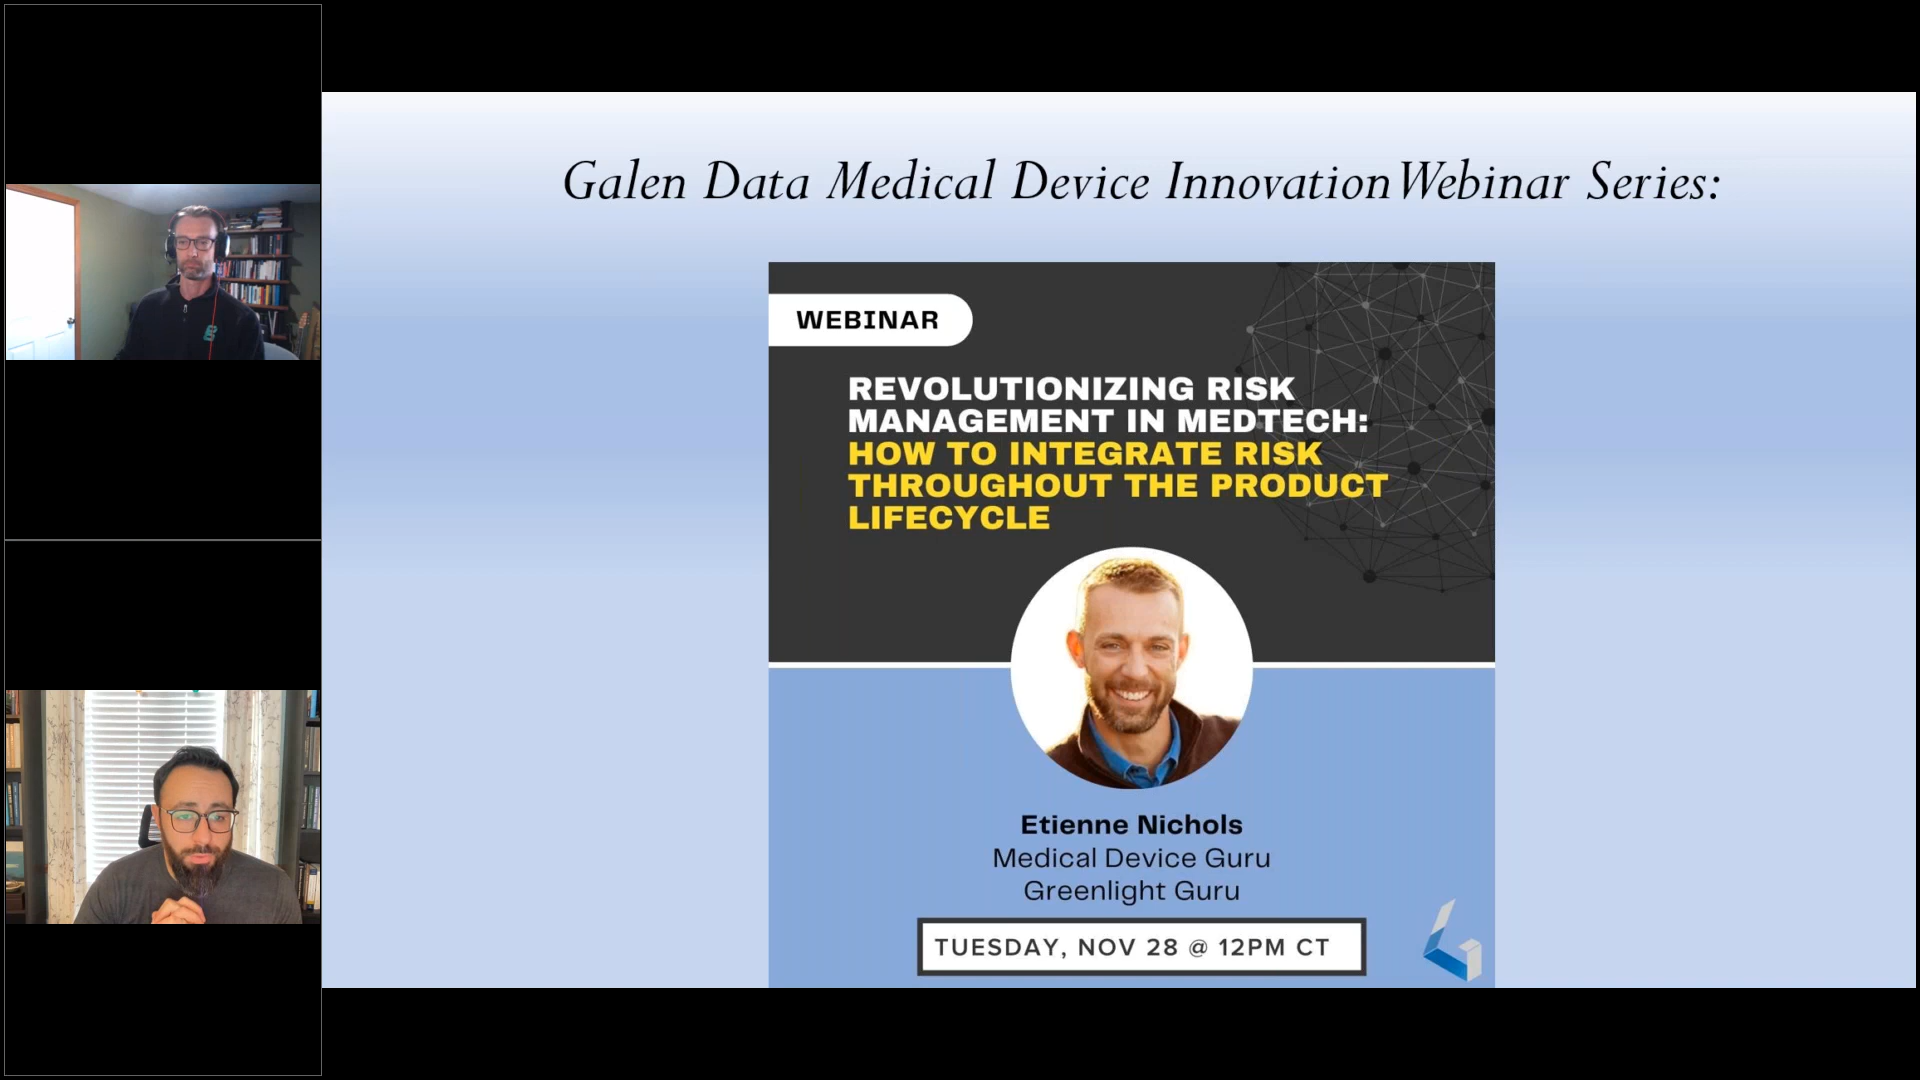 Galen Data Medical Device Innovation Webinar Series:
WEBINAR
REVOLUTIONIZING RISK
MANAGEMENT IN MEDTECH:
HOW TO INTEGRATE RISK
THROUGHOUT THE PRODUCT
LIFECYCLE
Etienne Nichols
Medical Device Guru
Greenlight Guru
TUESDAY, NOV 28 @ 12PM CT